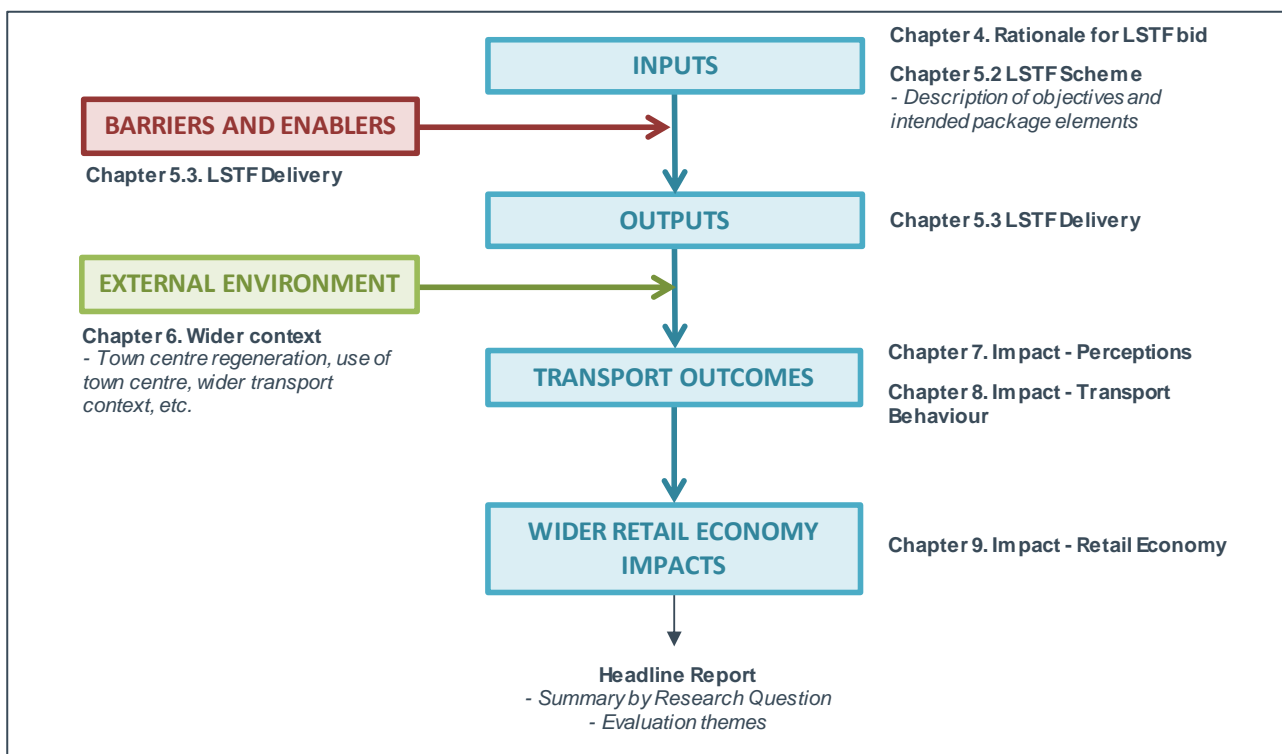 INPUTS
Chapter 4. Rationale for LSTF bid
Chapter 5.2 LSTF Scheme
- Description of objectives and
intended package elements
BARRIERS AND ENABLERS
Chapter 5.3. LSTF Delivery
OUTPUTS
Chapter 5.3 LSTF Delivery
EXTERNAL ENVIRONMENT
Chapter 6. Wider context
- Town centre regeneration, use of
town centre, wider transport
context, etc.
TRANSPORT OUTCOMES
Chapter 7. Impact - Perceptions
Chapter 8. Impact - Transport
Behaviour
WIDER RETAIL ECONOMY
IMPACTS
Chapter 9. Impact - Retail Economy
Headline Report
- Summary by Research Question
- Evaluation themes